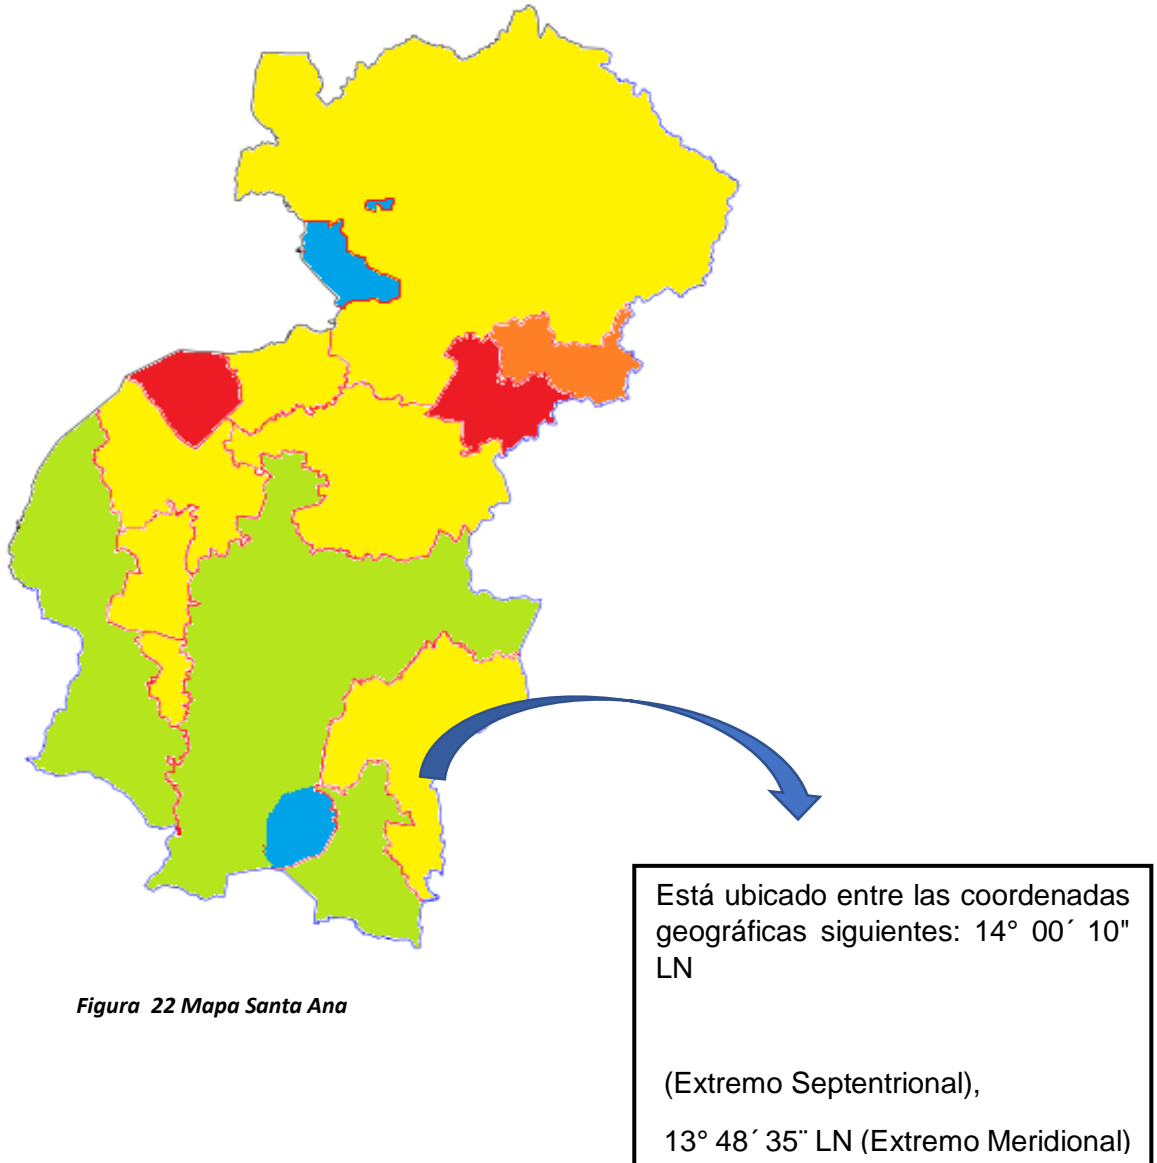 Está ubicado entre las coordenadas
geográficas siguientes: 14° 00´ 10"
LN
(Extremo Septentrional),
13° 48´ 35¨ LN (Extremo Meridional)
Figura 22 Mapa Santa Ana